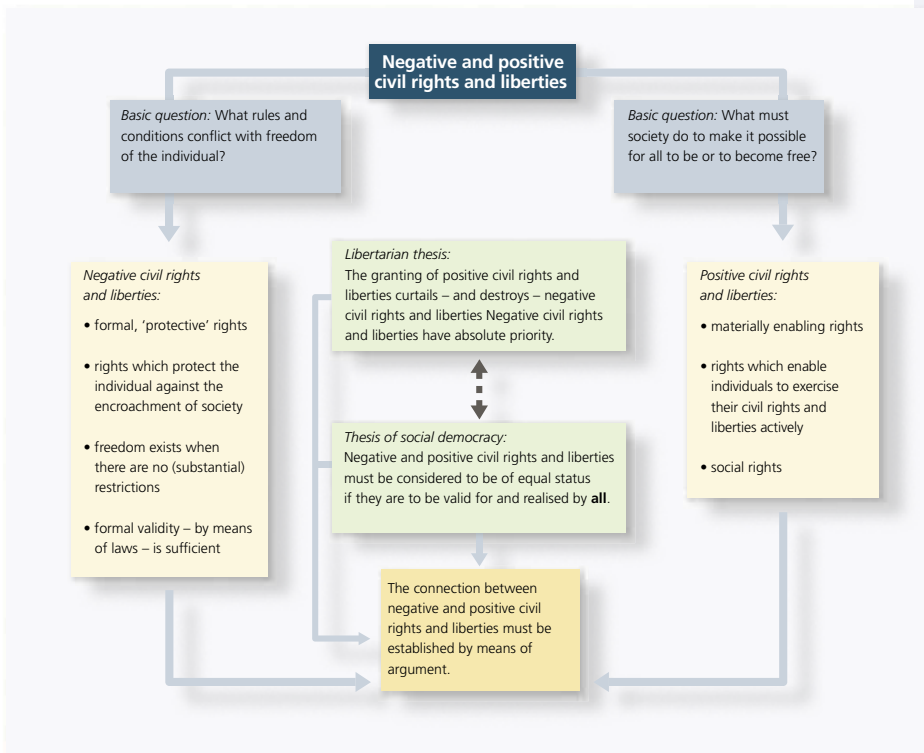 Negative and positive
civil rights and liberties
Basic question: What rules and
conditions conflict with freedom
of the individual?
Basic question: What must
society do to make it possible
for all to be or to become free?
Negative civil rights
and liberties:
• formal, ‘protective’ rights
• rights which protect the
individual against the
encroachment of society
• freedom exists when
there are no (substantial)
restrictions
• formal validity – by means
of laws – is sufficient
Libertarian thesis:
The granting of positive civil rights and
liberties curtails – and destroys – negative
civil rights and liberties Negative civil rights
and liberties have absolute priority.
Thesis of social democracy:
Negative and positive civil rights and liberties
must be considered to be of equal status
if they are to be valid for and realised by all.
Positive civil rights
and liberties:
• materially enabling rights
• rights which enable
individuals to exercise
their civil rights and
liberties actively
• social rights
The connection between
negative and positive civil
rights and liberties must be
established by means of
argument.